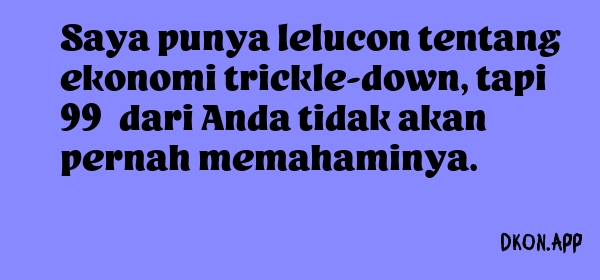 Saya punya lelucon tentang
ekonomi trickle-down, tapi
99 dari Anda tidak akan
pernah memahaminya.
DKON.APP